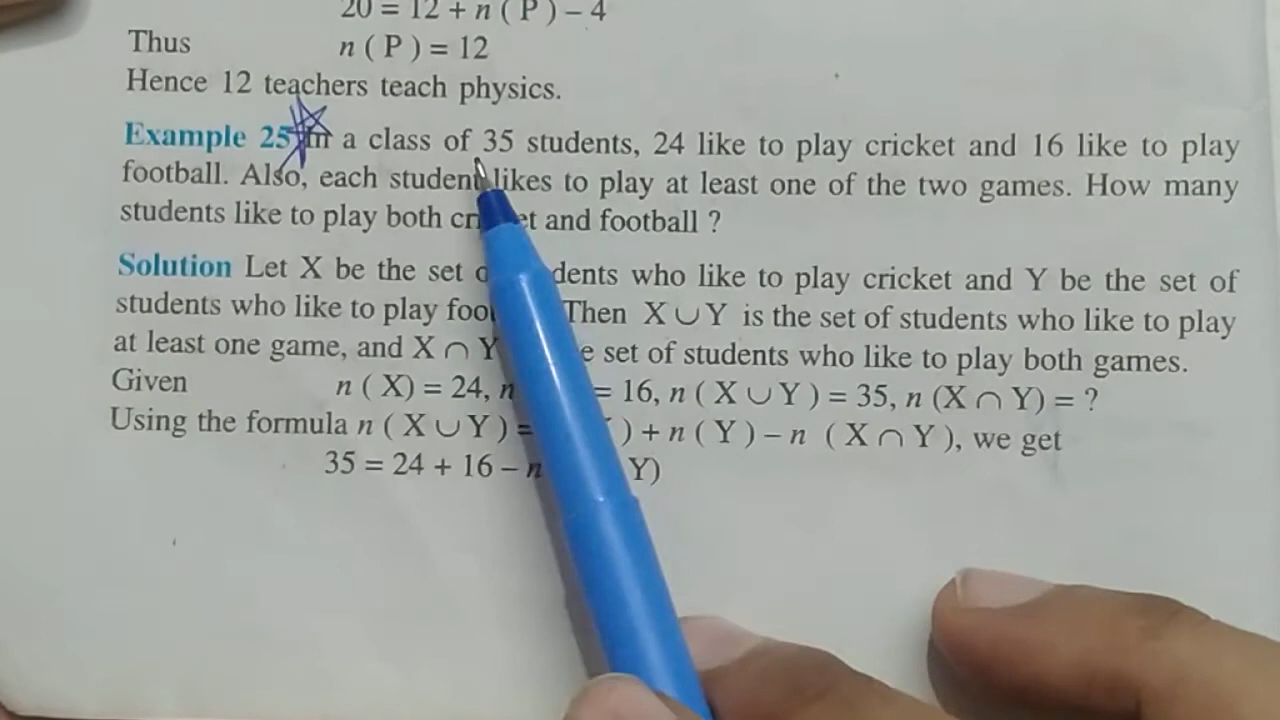 20 = 12 + n ( P ) – 4
Thus n ( P ) = 12
Hence 12 teachers teach physics.
Example 25 In a class of 35 students, 24 like to play cricket and 16 like to play
football. Also, each student likes to play at least one of the two games. How many
students like to play both and football ?
Solution Let X be the set who like to play cricket and Y be the set of
students who like to play Then X ∪ Y is the set of students who like to play
at least one game, and X ∩ Y set of students who like to play both games.
Given n ( X) = 24, n = 16, n ( X ∪ Y ) = 35, n (X ∩ Y) = ?
Using the formula n ( X ∪ Y ) = ) + n ( Y ) – n ( X ∩ Y ), we get
35 = 24 + 16 – n Y)